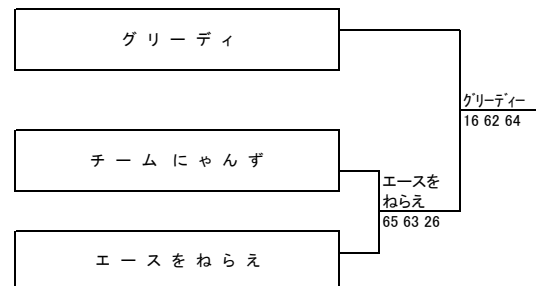 グリーディ
ｸﾞﾘｰﾃﾞｨｰ
16 62 64
チームにゃんず
エースを
ねらえ
65 63 26
エースをねらえ